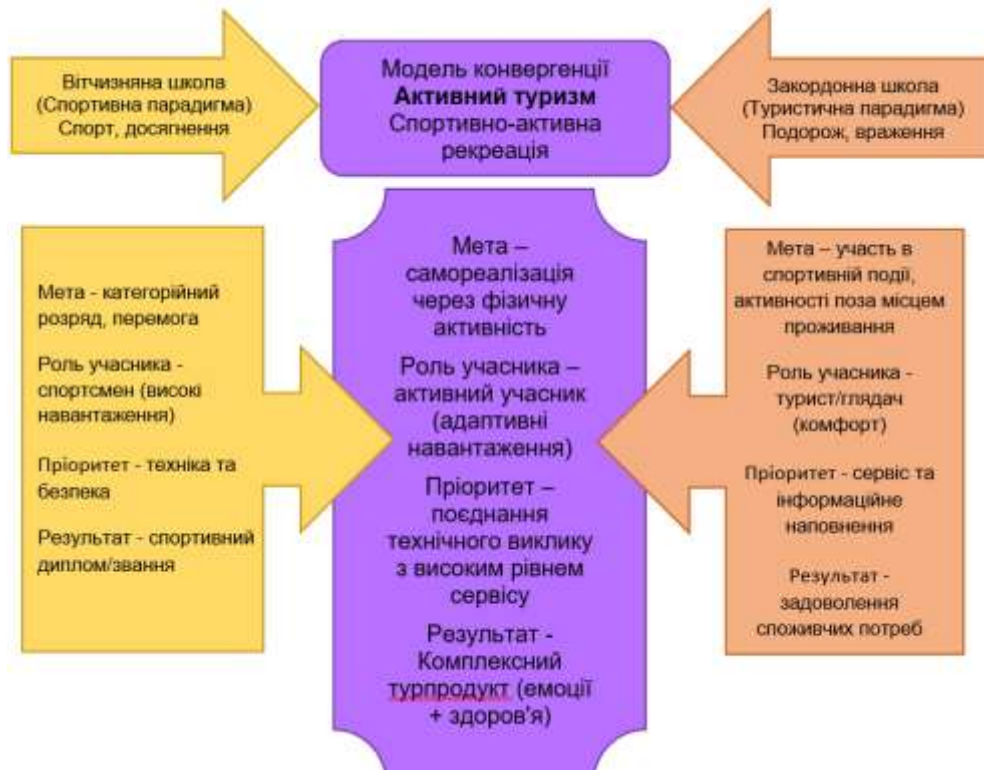 Вітчизняна школа
(Спортивна парадигма)
Спорт, досягнення
Модель конвергенції
Активний туризм
Спортивно-активна
рекреація
Закордонна школа
(Туристична парадигма)
Подорож, враження
Мета - категорійний
розряд, перемога
Роль учасника -
спортсмен (високі
навантаження)
Пріоритет - техніка та
безпека
Результат - спортивний
диплом/звання
Мета –
самореалізація
через фізичну
активність
Роль учасника –
активний учасник
(адаптивні
навантаження)
Пріоритет –
поєднання
технічного виклику
з високим рівнем
сервісу
Результат -
Комплексний
турпродукт (емоції
+ здоров'я)
Мета – участь в
спортивній події,
активності поза місцем
проживання
Роль учасника -
турист/глядач
(комфорт)
Пріоритет - сервіс та
інформаційне
наповнення
Результат -
задоволення
споживчих потреб